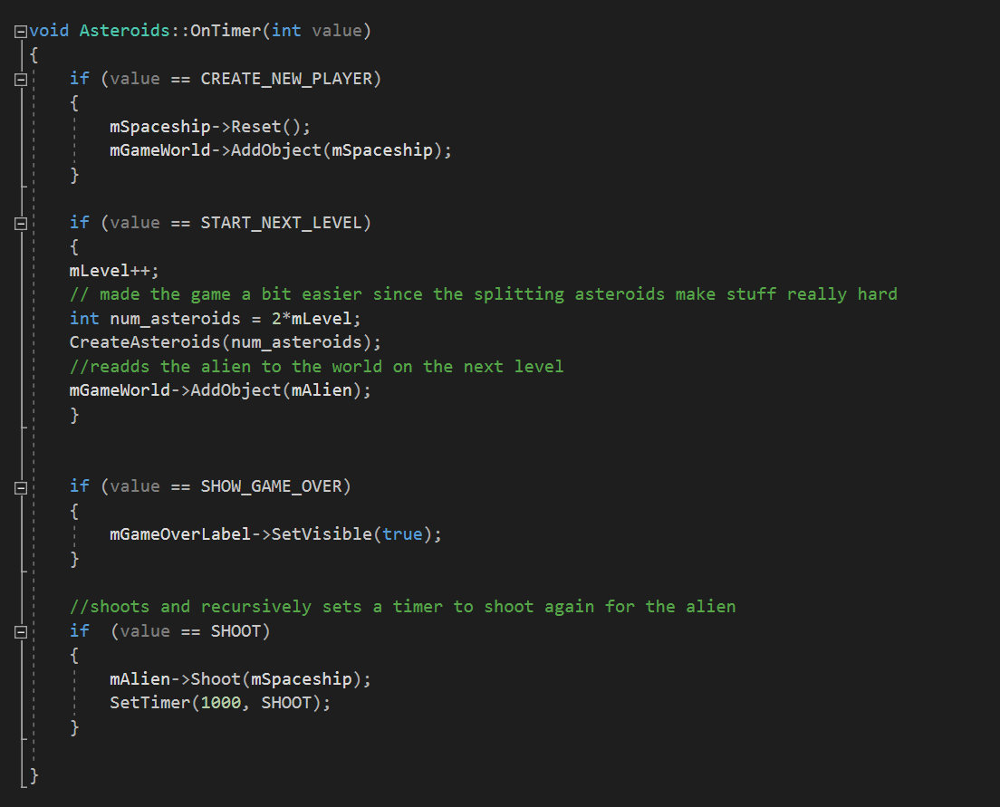 void Asteroids::OnTimer(int value)
{
    if (value == CREATE_NEW_PLAYER)
    {
        mSpaceship->Reset();
        mGameWorld->AddObject(mSpaceship);
    }

    if (value == START_NEXT_LEVEL)
    {
    mLevel++;
    // made the game a bit easier since the splitting asteroids make stuff really hard
    int num_asteroids = 2*mLevel;
    CreateAsteroids(num_asteroids);
    //readds the alien to the world on the next level
    mGameWorld->AddObject(mAlien);
    }


    if (value == SHOW_GAME_OVER)
    {
        mGameOverLabel->SetVisible(true);
    }

    //shoots and recursively sets a timer to shoot again for the alien
    if  (value == SHOOT)
    {
        mAlien->Shoot(mSpaceship);
        SetTimer(1000, SHOOT);
    }

}